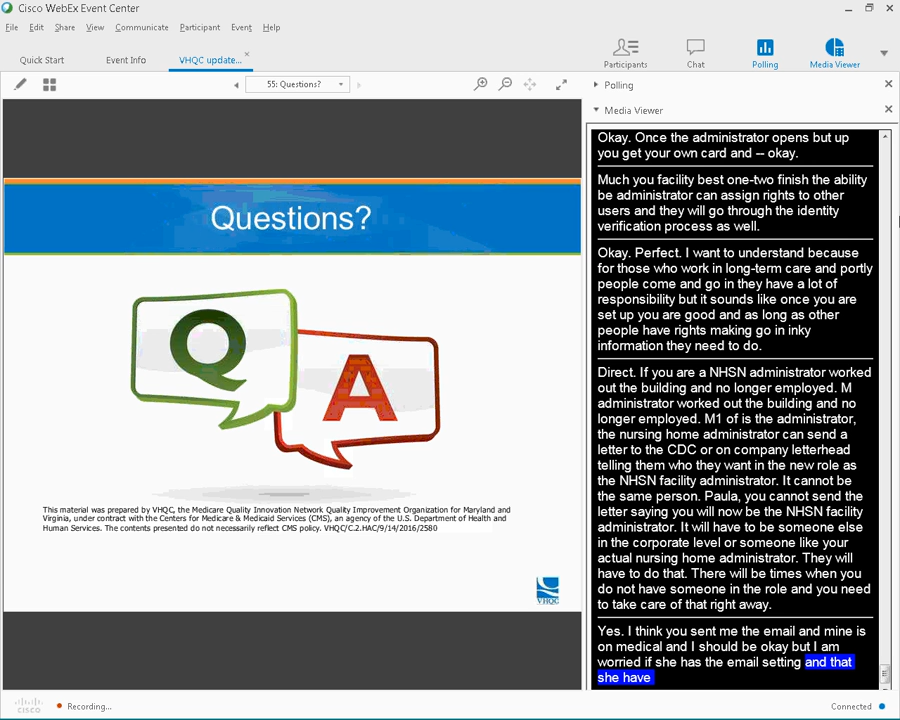 Cisco WebEx Event Center
File Edit Share View Communicate Participant Event Help
Quick Start Event Info VHQC update...
Participants Chat Polling Media Viewer
55: Questions?
Polling
Media Viewer
Questions?
Q A
This material was prepared by VHQC, the Medicare Quality Innovation Network Quality Improvement Organization for Maryland and
Virginia, under contract with the Centers for Medicare & Medicaid Services (CMS), an agency of the U.S. Department of Health and
Human Services. The contents presented do not necessarily reflect CMS policy. VHQC/C.2.HAC/9/14/2016/2580
VHQC
Okay. Once the administrator opens but up
you get your own card and -- okay.
Much you facility best one-two finish the ability
be administrator can assign rights to other
users and they will go through the identity
verification process as well.
Okay. Perfect. I want to understand because
for those who work in long-term care and portly
people come and go in they have a lot of
responsibility but it sounds like once you are
set up you are good and as long as other
people have rights making go in inky
information they need to do.
Direct. If you are a NHSN administrator worked
out the building and no longer employed. M
administrator worked out the building and no
longer employed. M1 of is the administrator,
the nursing home administrator can send a
letter to the CDC or on company letterhead
telling them who they want in the new role as
the NHSN facility administrator. It cannot be
the same person. Paula, you cannot send the
letter saying you will now be the NHSN facility
administrator. It will have to be someone else
in the corporate level or someone like your
actual nursing home administrator. They will
have to do that. There will be times when you
do not have someone in the role and you need
to take care of that right away.
Yes. I think you sent me the email and mine is
on medical and I should be okay but I am
worried if she has the email setting and that
she have
cisco Recording... Connected